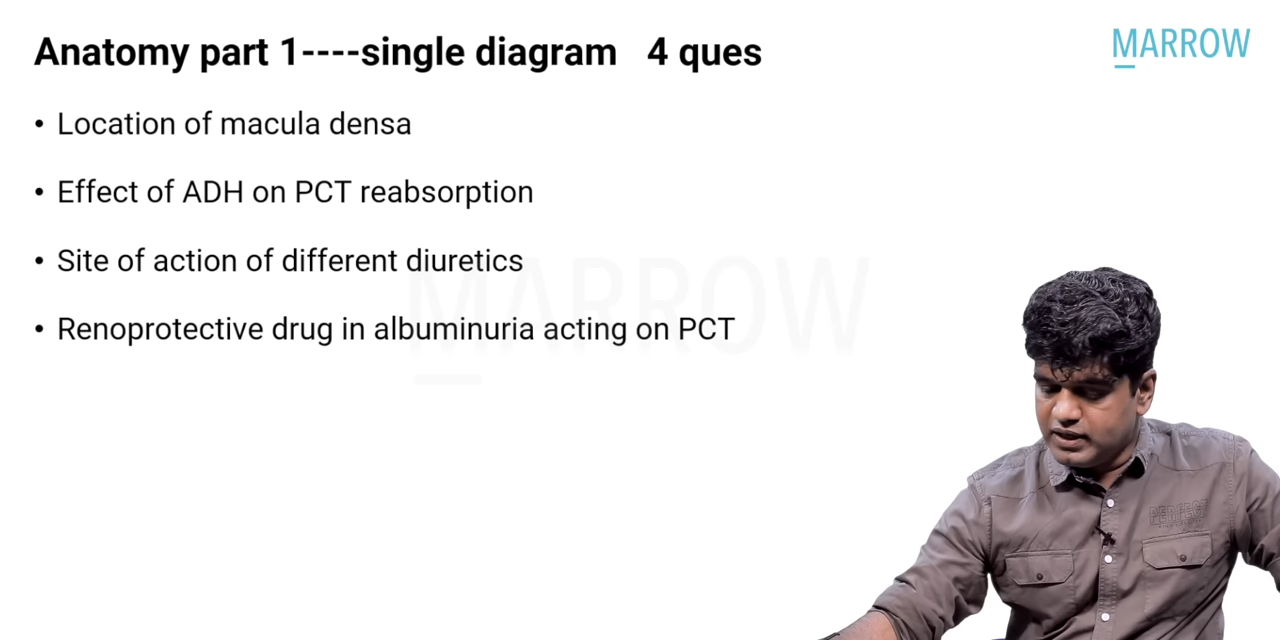 Anatomy part 1----single diagram 4 ques
MARROW
• Location of macula densa
• Effect of ADH on PCT reabsorption
• Site of action of different diuretics
• Renoprotective drug in albuminuria acting on PCT
MARROW
PERFECT